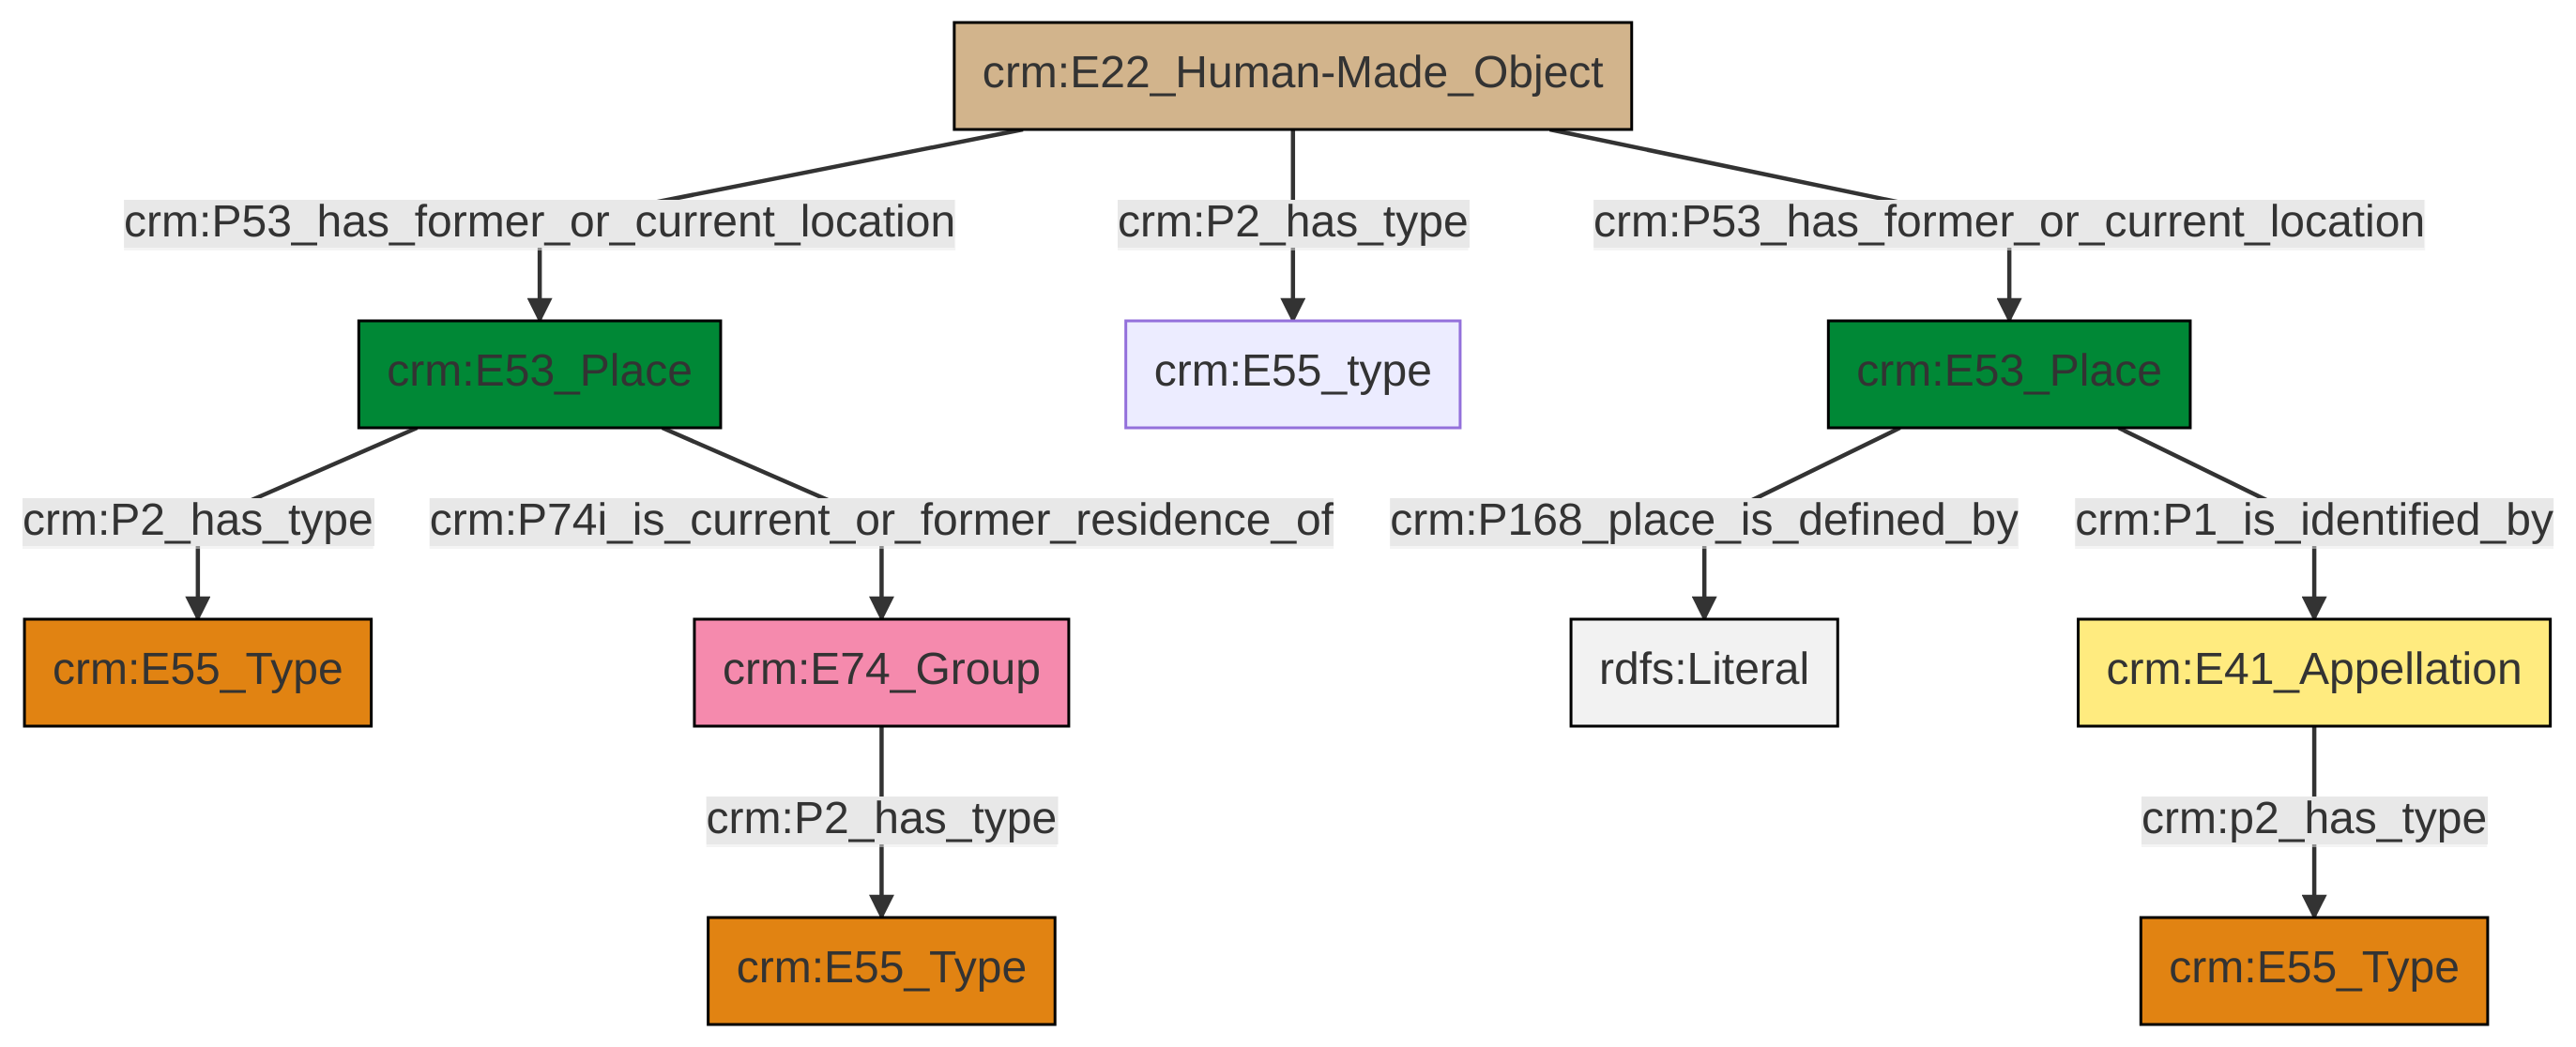 crm:E22_Human-Made_Object
crm:P53_has_former_or_current_location
crm:P2_has_type
crm:P53_has_former_or_current_location
crm:E53_Place
crm:E55_type
crm:E53_Place
crm:P2_has_type
crm:P74i_is_current_or_former_residence_of
crm:P168_place_is_defined_by
crm:P1_is_identified_by
crm:E55_Type
crm:E74_Group
rdfs:Literal
crm:E41_Appellation
crm:P2_has_type
crm:p2_has_type
crm:E55_Type
crm:E55_Type